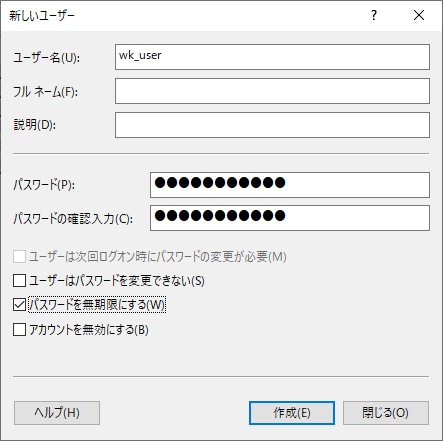 新しいユーザー
ユーザー名(U):
wk_user
フル ネーム(F):
説明(D):
パスワード(P):
●●●●●●●●●●●
パスワードの確認入力(C):
●●●●●●●●●●●
ユーザーは次回ログオン時にパスワードの変更が必要(M)
ユーザーはパスワードを変更できない(S)
パスワードを無期限にする(W)
アカウントを無効にする(B)
ヘルプ(H)
作成(E)
閉じる(O)